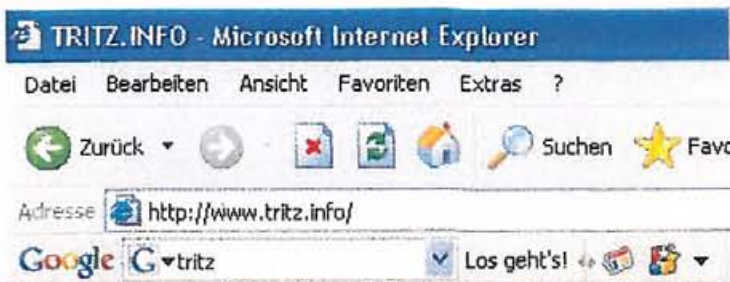 TRITZ.INFO - Microsoft Internet Explorer
Datei Bearbeiten Ansicht Favoriten Extras ?
Zurück Suchen Favo
Adresse http://www.tritz.info/
Google G tritz Los geht's!